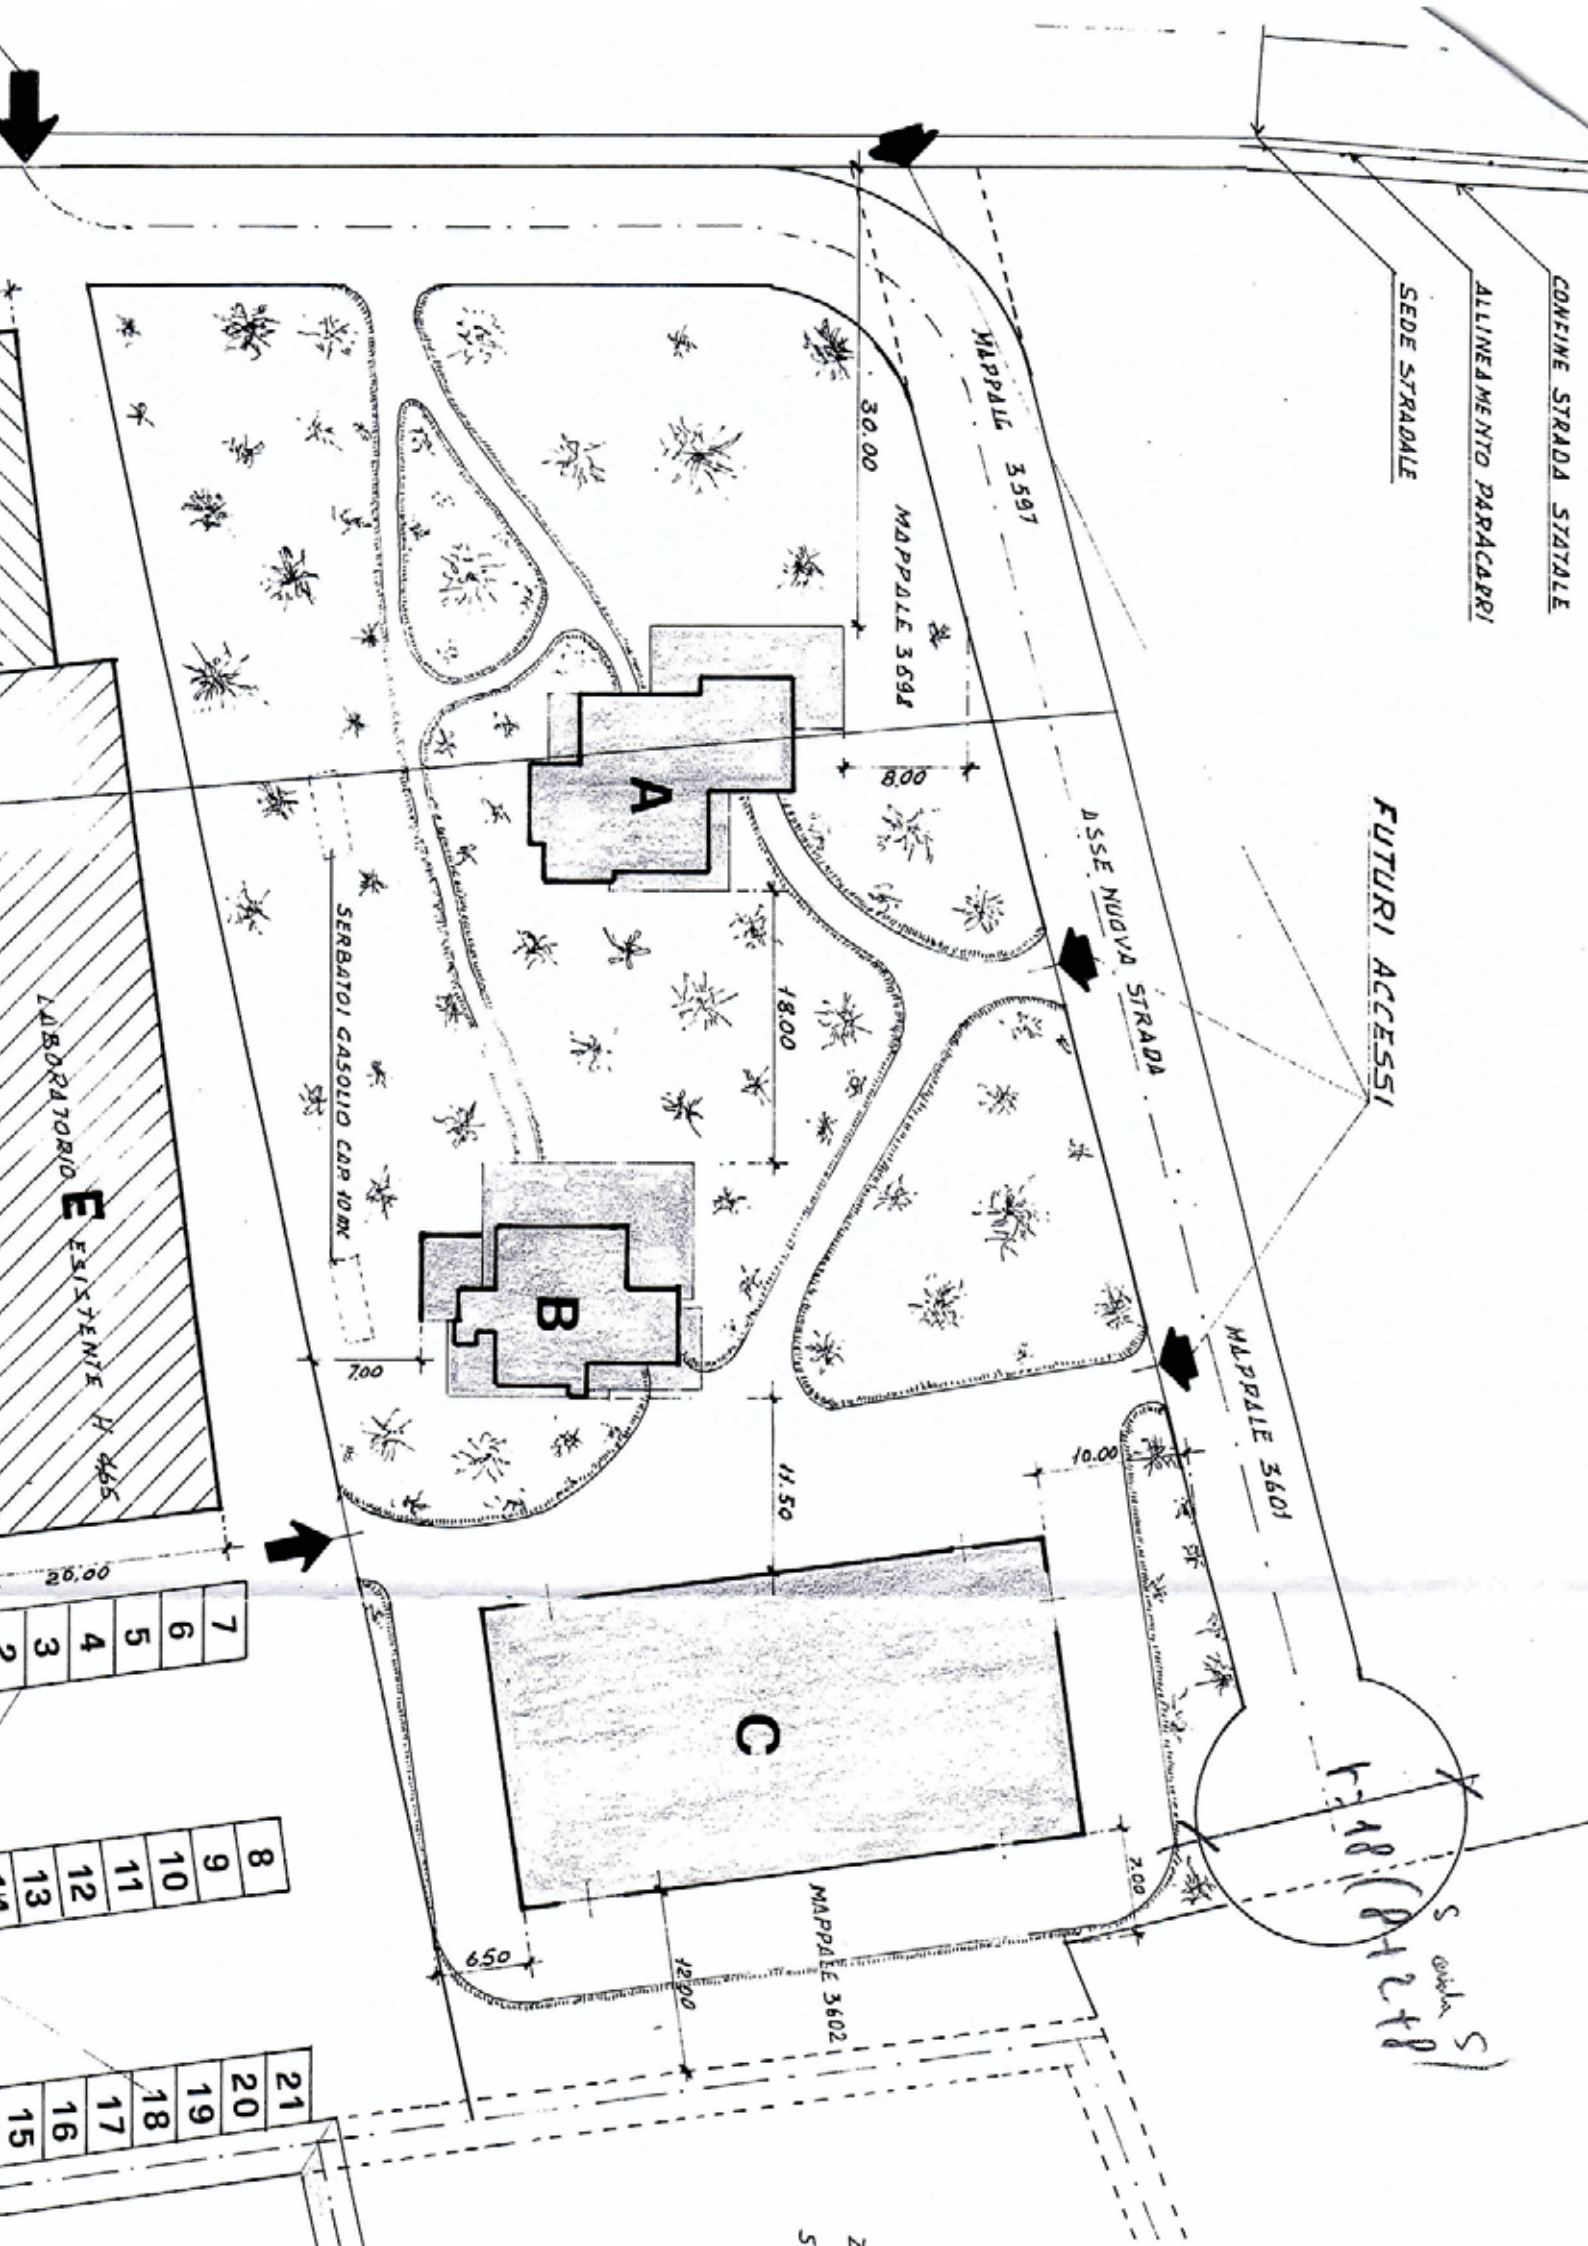 CONFINE STRADA STATALE
ALLINEAMENTO PARACARRI
SEDE STRADALE
MAPPALE 3597
30.00
MAPPALE 3598
8.00
A
FUTURI ACCESSI
ASSE NUOVA STRADA
18.00
SERBATOI GASOLIO CAP. 10 MC
LABORATORIO E ESISTENTE H
B
7.00
MAPPALE 3601
10.00
11.50
20.00
C
7.00
MAPPALE 3602
12.00
6.50
7
6
5
4
3
2
8
9
10
11
12
13
21
20
19
18
17
16
15